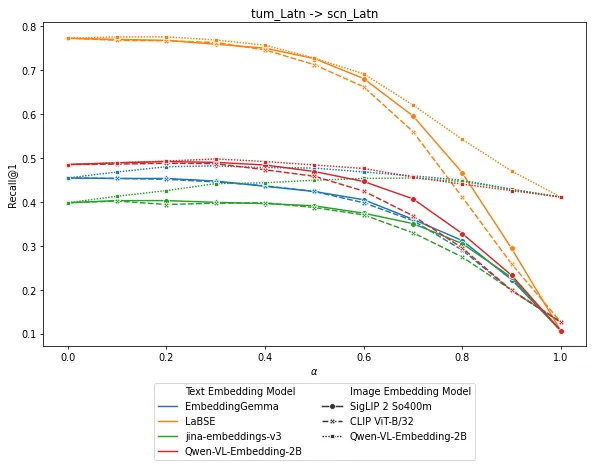 tum_Latn -> scn_Latn
Recall@1
0.8
0.7
0.6
0.5
0.4
0.3
0.2
0.1
0.0
0.2
0.4
0.6
0.8
1.0
α
Text Embedding Model
EmbeddingGemma
LaBSE
jina-embeddings-v3
Qwen-VL-Embedding-2B
Image Embedding Model
SigLIP 2 So400m
CLIP ViT-B/32
Qwen-VL-Embedding-2B